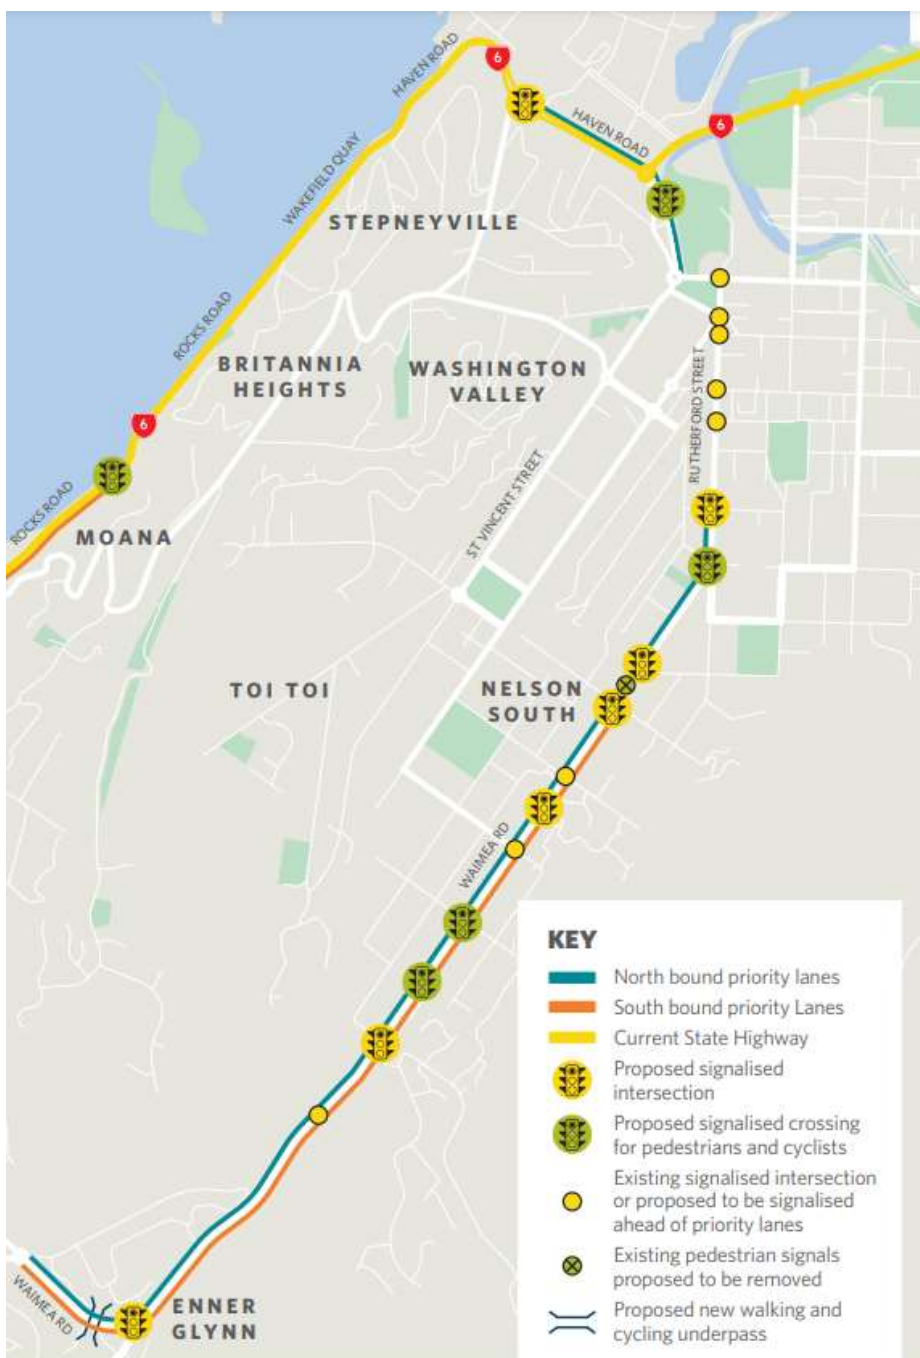 HAVEN ROAD
6
HAVEN ROAD
6
WAKEFIELD QUAY
STEPNEYVILLE
ROCKS ROAD
BRITANNIA
HEIGHTS
WASHINGTON
VALLEY
RUTHERFORD STREET
6
ST VINCENT STREET
ROCKS ROAD
MOANA
TOI TOI
NELSON
SOUTH
WAIMEA RD
WAIMEA RD
ENNER
GLYNN
KEY
North bound priority lanes
South bound priority Lanes
Current State Highway
Proposed signalised
intersection
Proposed signalised crossing
for pedestrians and cyclists
Existing signalised intersection
or proposed to be signalised
ahead of priority lanes
Existing pedestrian signals
proposed to be removed
Proposed new walking and
cycling underpass